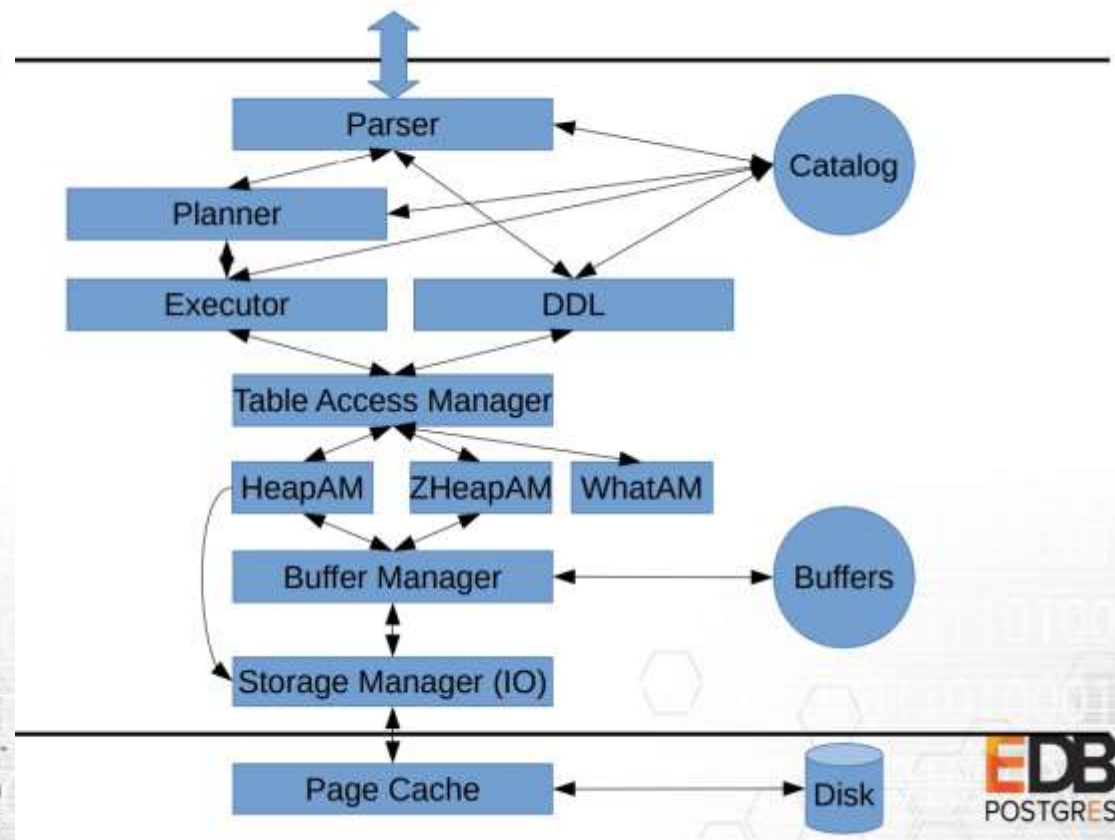 Parser
Catalog
Planner
Executor
DDL
Table Access Manager
HeapAM
ZHeapAM
WhatAM
Buffer Manager
Buffers
Storage Manager (IO)
Page Cache
Disk
EDB
POSTGRES